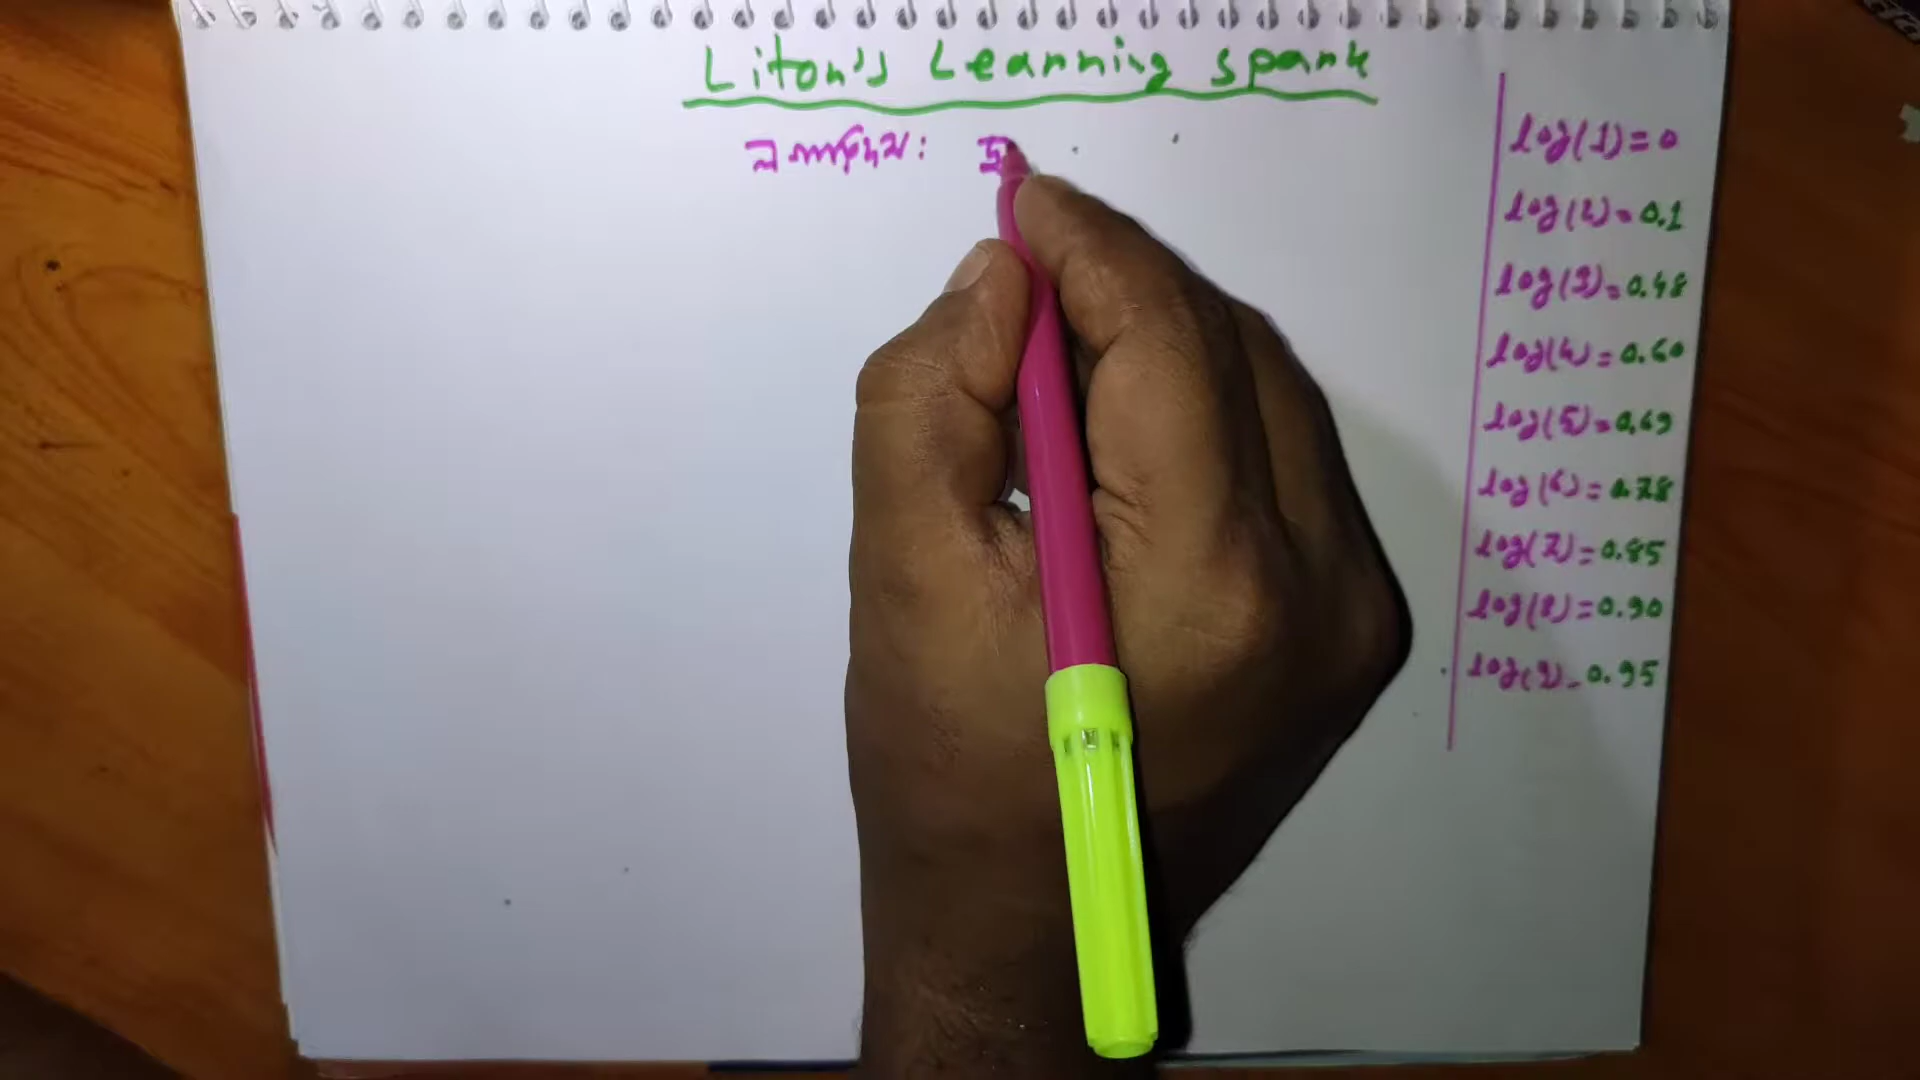 Liton's Learning spark
log(1)=0
log(2)=0.1
log(3)=0.48
log(4)=0.60
log(5)=0.69
log(6)=0.78
log(7)=0.85
log(8)=0.90
log(9)=0.95